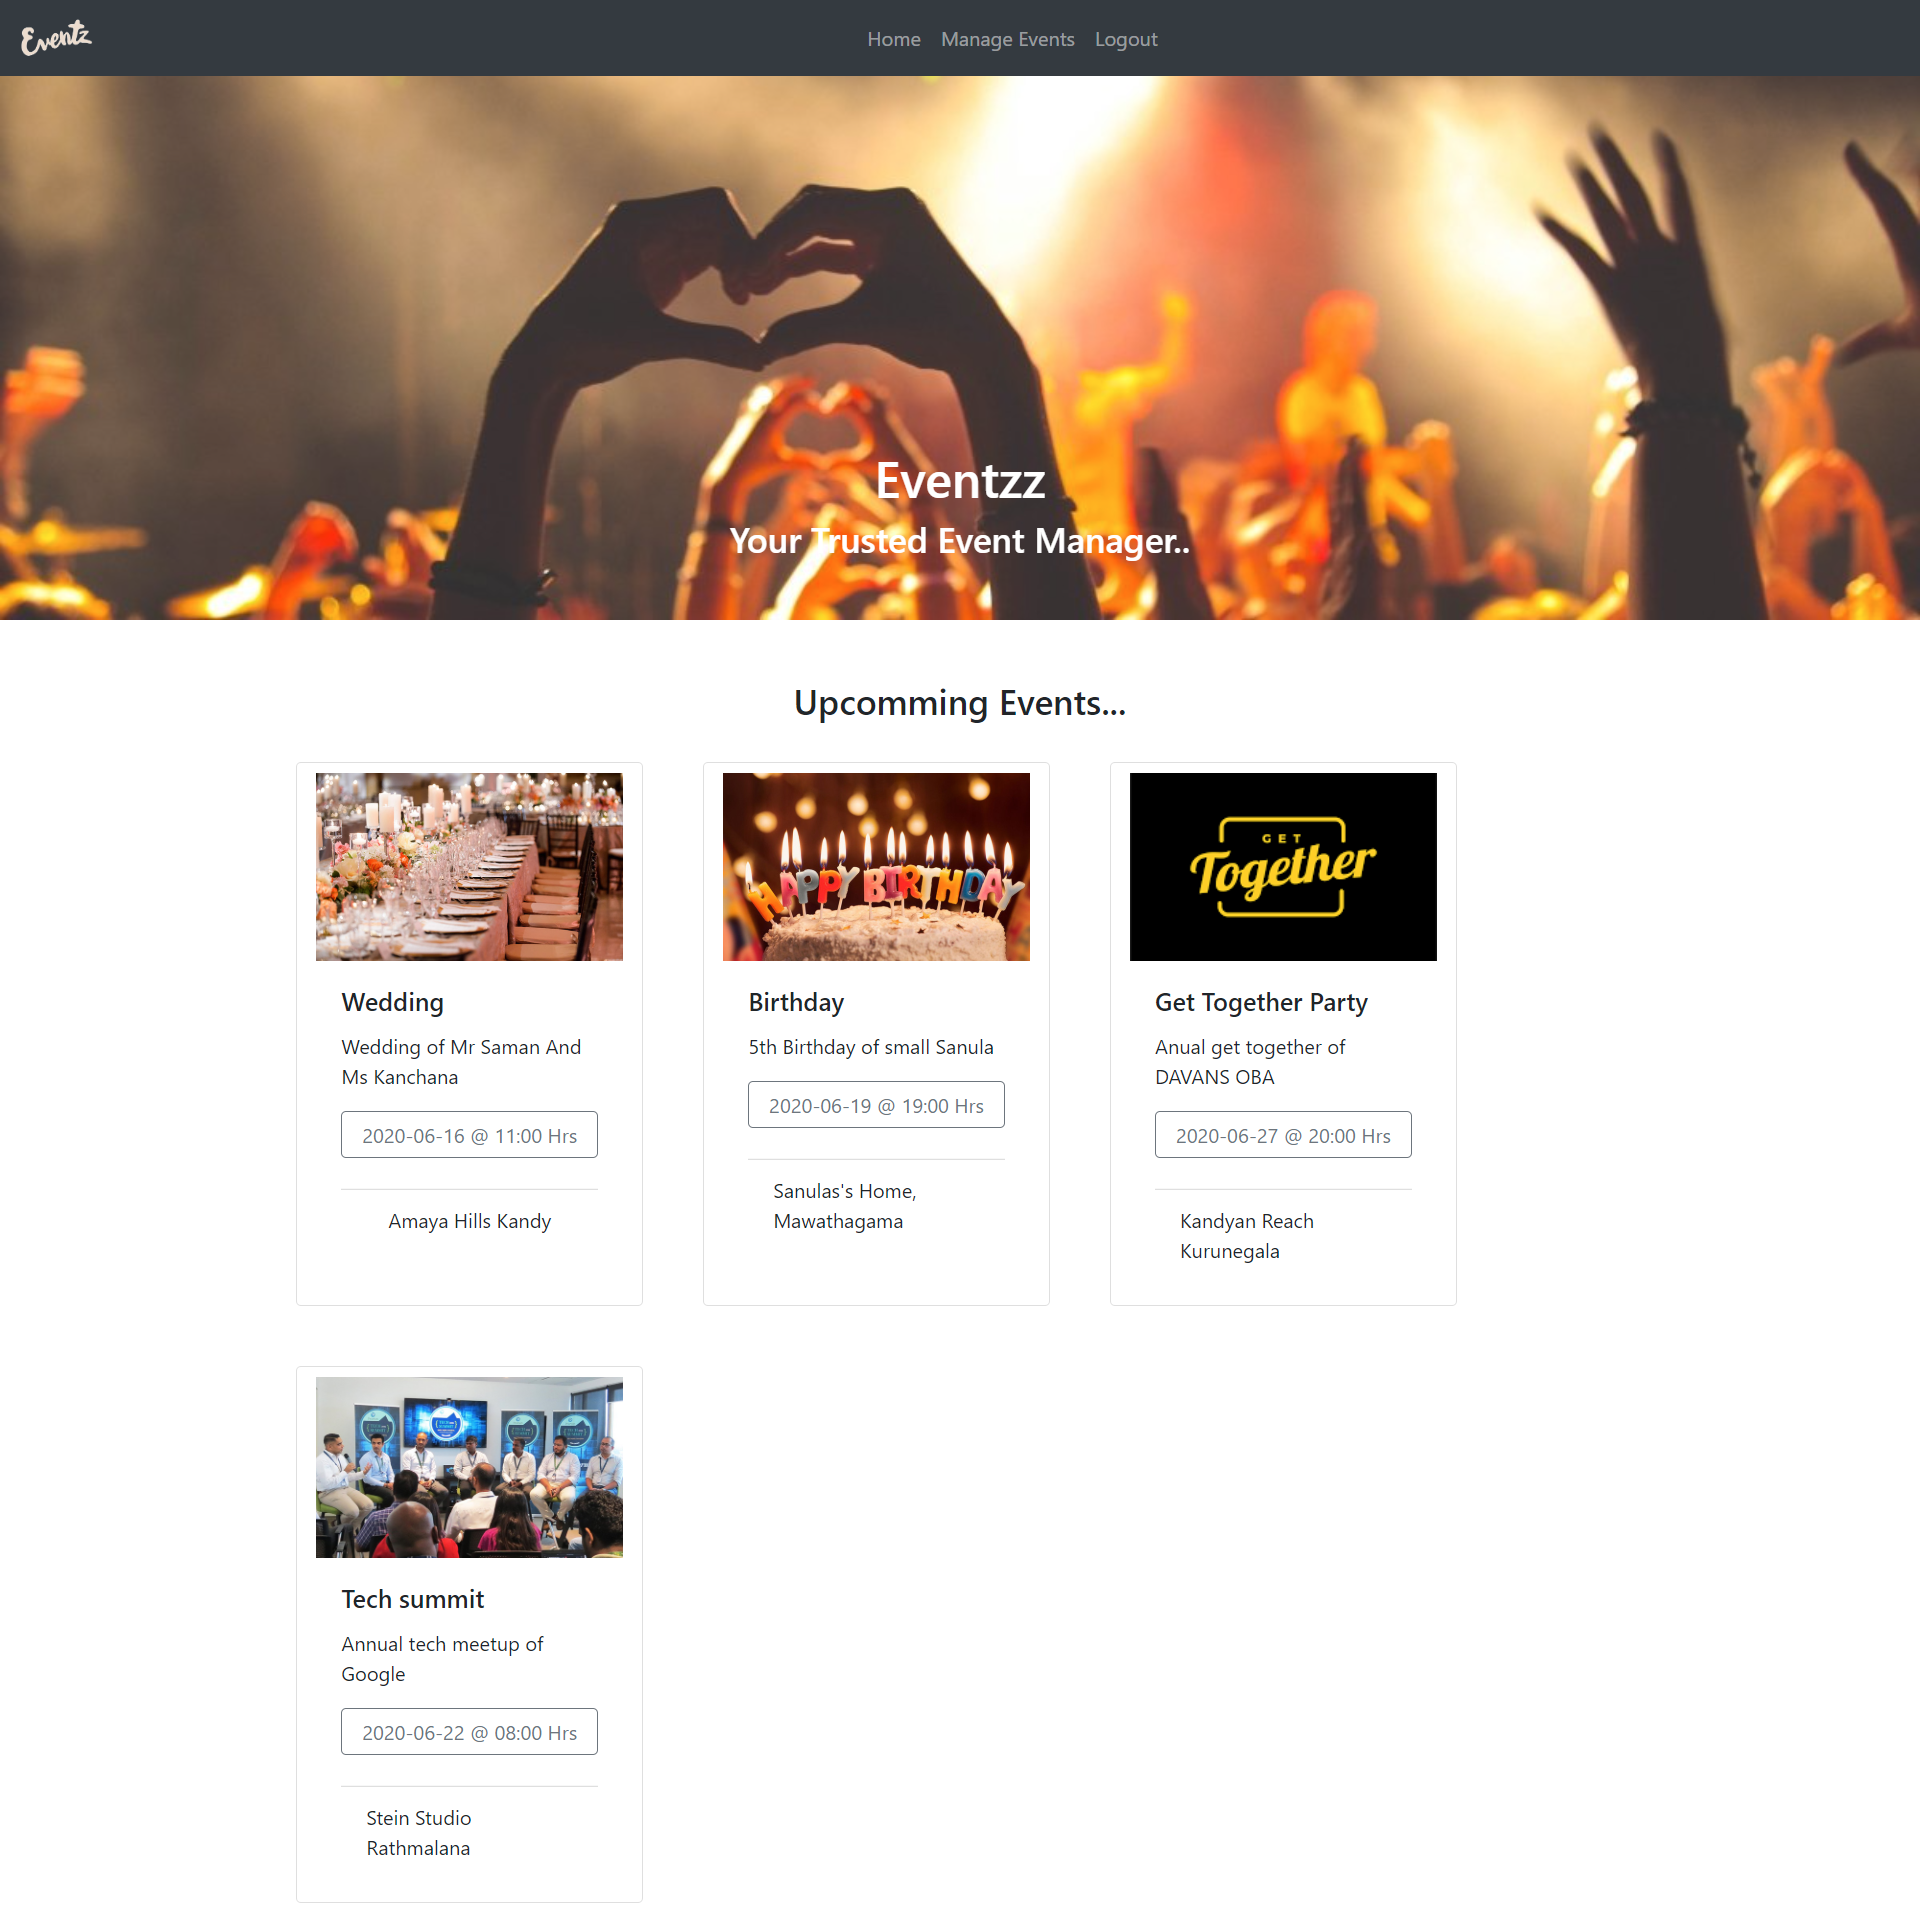 Eventz
Home Manage Events Logout
Eventzz
Your Trusted Event Manager..
Upcomming Events...
HAPPY BIRTHDAY
GET
Together
Wedding
Wedding of Mr Saman And
Ms Kanchana
2020-06-16 @ 11:00 Hrs
Amaya Hills Kandy
Birthday
5th Birthday of small Sanula
2020-06-19 @ 19:00 Hrs
Sanulas's Home,
Mawathagama
Get Together Party
Anual get together of
DAVANS OBA
2020-06-27 @ 20:00 Hrs
Kandyan Reach
Kurunegala
Tech summit
Annual tech meetup of
Google
2020-06-22 @ 08:00 Hrs
Stein Studio
Rathmalana